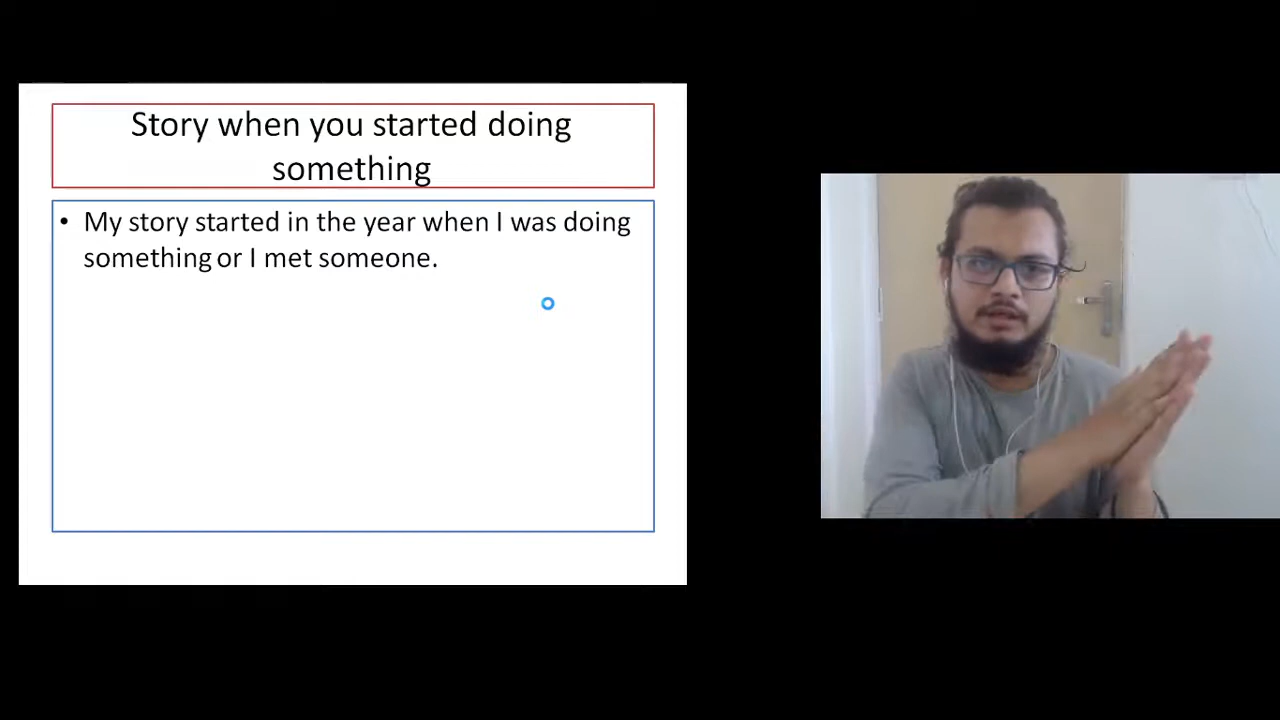 Story when you started doing
something
• My story started in the year when I was doing
something or I met someone.